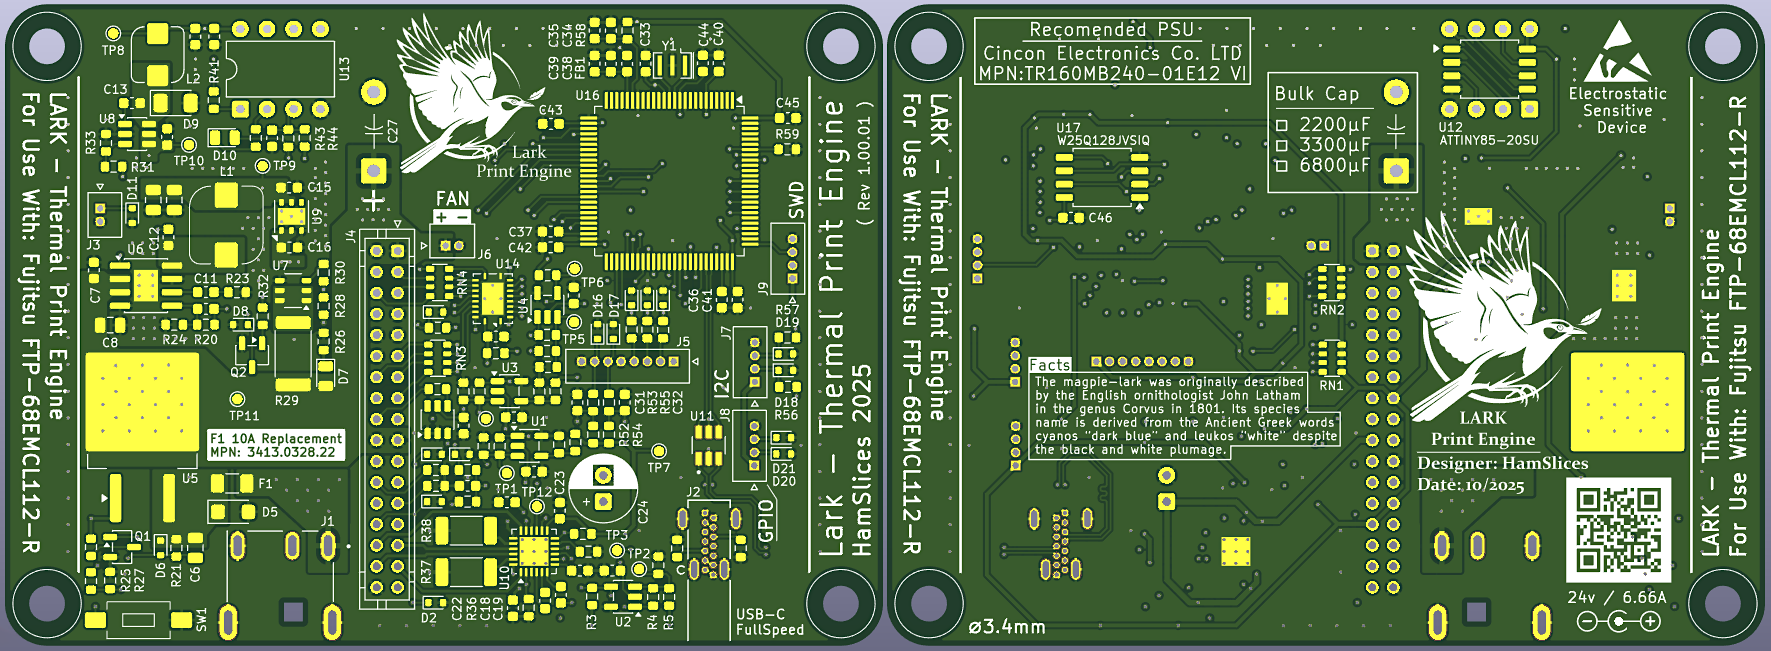 TP8
L2
R41
U13
C13
U8
D9
R33
D10
R43
R44
TP10
TP9
R31
L1
D11
C15
U9
J3
C12
U6
C16
C7
C11
R23
U7
R30
R32
R28
D8
C8
R24
R20
R26
Q2
D7
TP11
R29
F1 10A Replacement
MPN: 3413.0328.22
U5
F1
D5
J1
Q1
R25
R27
D6
R21
C6
SW1
LARK - Thermal Print Engine
For Use With: Fujitsu FTP-68EMCL112-R
C27
+
Lark
Print Engine
FAN
+ -
J4
J6
RN4
U14
RN3
U4
U3
U1
TP1
TP12
C23
R38
R37
U10
D2
C22
R36
C18
C19
C35
C34
R58
C33
C39
C38
FB1
Y1
C44
C40
U16
C43
C45
R59
C37
C42
TP6
TP5
D16
D17
C36
C41
J5
C31
R53
R55
C32
R52
R54
TP7
C24
TP3
TP2
R3
U2
R4
R5
SWD
J9
R57
D19
J7
I2C
D18
R56
J8
U11
D21
D20
GPIO
J2
USB-C
FullSpeed
Lark - Thermal Print Engine
HamSlices 2025
( Rev 1.00.01 )
Recomended PSU
Cincon Electronics Co. LTD
MPN:TR160MB240-01E12 VI
Bulk Cap
2200µF
3300µF
6800µF
U12
ATTINY85-20SU
Electrostatic
Sensitive
Device
U17
W25Q128JVSIQ
C46
RN2
RN1
Facts
The magpie-lark was originally described
by the English ornithologist John Latham
in the genus Corvus in 1801. Its species
name is derived from the Ancient Greek words
cyanos "dark blue" and leukos "white" despite
the black and white plumage.
LARK
Print Engine
Designer: HamSlices
Date: 10/2025
24v / 6.66A
- +
ø3.4mm
LARK - Thermal Print Engine
For Use With: Fujitsu FTP-68EMCL112-R
LARK - Thermal Print Engine
For Use With: Fujitsu FTP-68EMCL112-R